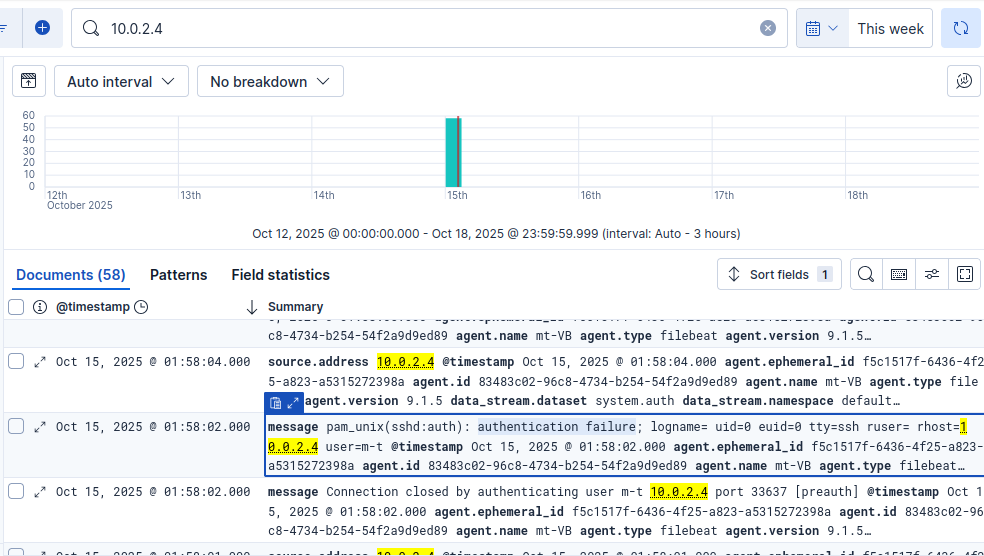 10.0.2.4
This week
Auto interval
No breakdown
60
50
40
30
20
10
0
12th 13th 14th 15th 16th 17th 18th
October 2025
Oct 12, 2025 @ 00:00:00.000 - Oct 18, 2025 @ 23:59:59.999 (interval: Auto - 3 hours)
Documents (58) Patterns Field statistics
Sort fields 1
@timestamp Summary
c8-4734-b254-54f2a9d9ed89 agent.name mt-VB agent.type filebeat agent.version 9.1.5…
Oct 15, 2025 @ 01:58:04.000 source.address 10.0.2.4 @timestamp Oct 15, 2025 @ 01:58:04.000 agent.ephemeral_id f5c1517f-6436-4f2
5-a823-a5315272398a agent.id 83483c02-96c8-4734-b254-54f2a9d9ed89 agent.name mt-VB agent.type file
agent.version 9.1.5 data_stream.dataset system.auth data_stream.namespace default…
Oct 15, 2025 @ 01:58:02.000 message pam_unix(sshd:auth): authentication failure; logname= uid=0 euid=0 tty=ssh ruser= rhost=1
0.0.2.4 user=m-t @timestamp Oct 15, 2025 @ 01:58:02.000 agent.ephemeral_id f5c1517f-6436-4f25-a823-
a5315272398a agent.id 83483c02-96c8-4734-b254-54f2a9d9ed89 agent.name mt-VB agent.type filebeat…
Oct 15, 2025 @ 01:58:02.000 message Connection closed by authenticating user m-t 10.0.2.4 port 33637 [preauth] @timestamp Oct 1
5, 2025 @ 01:58:02.000 agent.ephemeral_id f5c1517f-6436-4f25-a823-a5315272398a agent.id 83483c02-96
c8-4734-b254-54f2a9d9ed89 agent.name mt-VB agent.type filebeat agent.version 9.1.5…